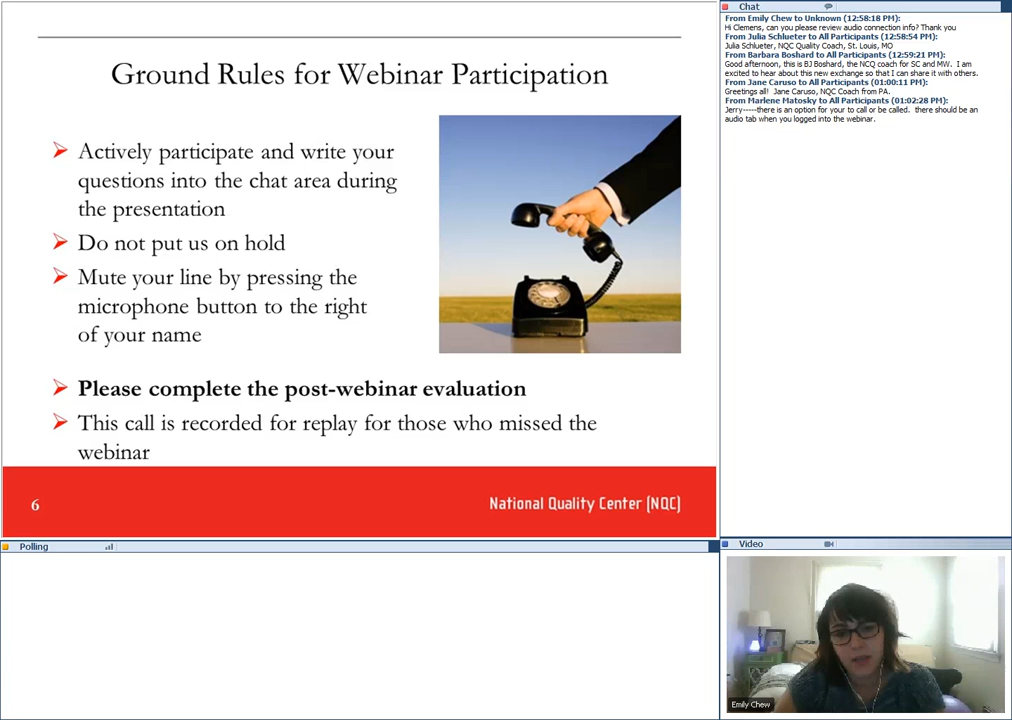 Ground Rules for Webinar Participation
Actively participate and write your
questions into the chat area during
the presentation
Do not put us on hold
Mute your line by pressing the
microphone button to the right
of your name
Please complete the post-webinar evaluation
This call is recorded for replay for those who missed the
webinar
6
National Quality Center (NQC)
Polling
Chat
From Emily Chew to Unknown (12:58:18 PM):
Hi Clemens, can you please review audio connection info? Thank you
From Julia Schlueter to All Participants (12:58:54 PM):
Julia Schlueter, NQC Quality Coach, St. Louis, MO
From Barbara Boshard to All Participants (12:59:21 PM):
Good afternoon, this is BJ Boshard, the NCQ coach for SC and MW. I am
excited to hear about this new exchange so that I can share it with others.
From Jane Caruso to All Participants (01:00:11 PM):
Greetings all! Jane Caruso, NQC Coach from PA.
From Marlene Matosky to All Participants (01:02:28 PM):
Jerry-----there is an option for your to call or be called. there should be an
audio tab when you logged into the webinar.
Video
Emily Chew